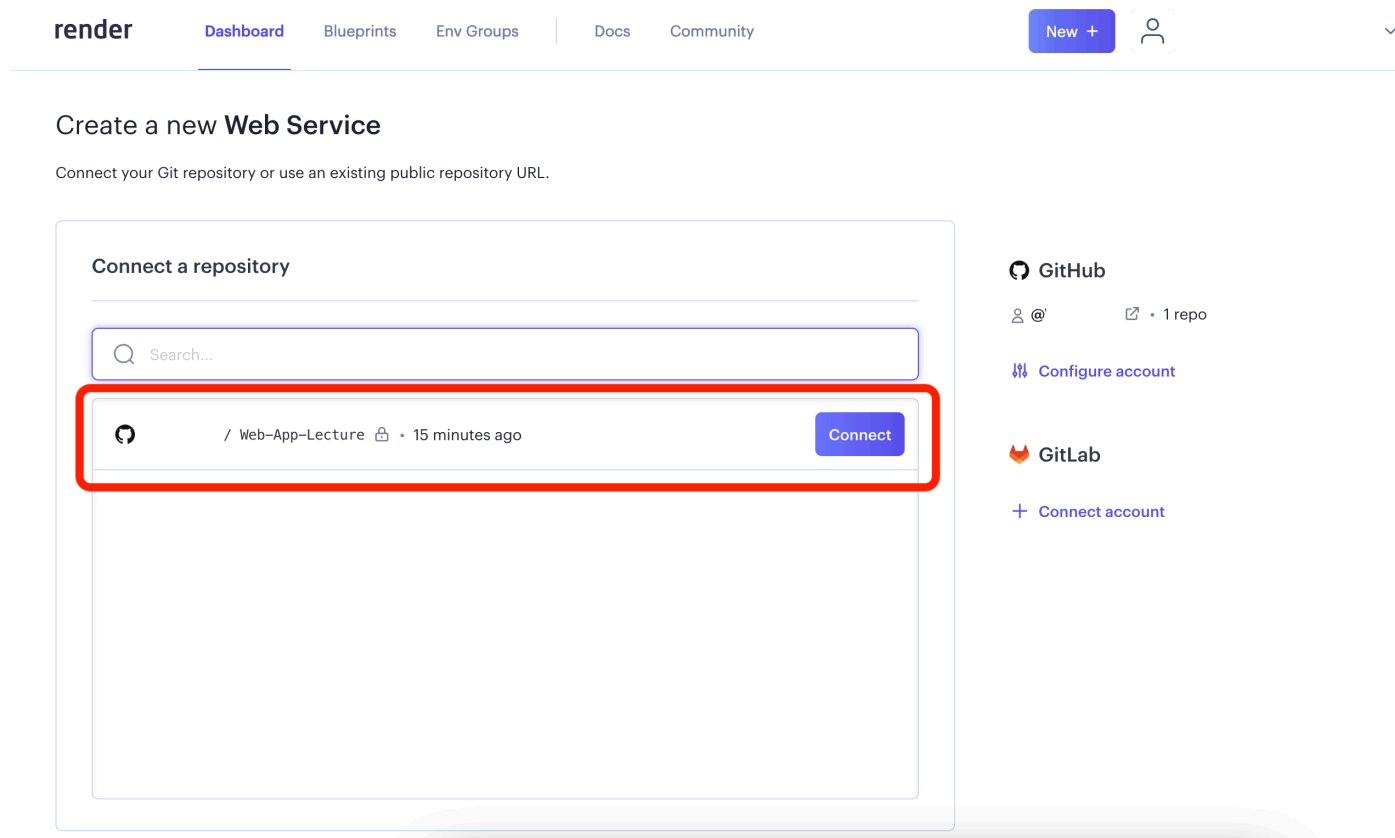 render Dashboard Blueprints Env Groups Docs Community New +
Create a new Web Service
Connect your Git repository or use an existing public repository URL.
Connect a repository
Search...
/ Web-App-Lecture • 15 minutes ago Connect
GitHub
@' • 1 repo
Configure account
GitLab
Connect account